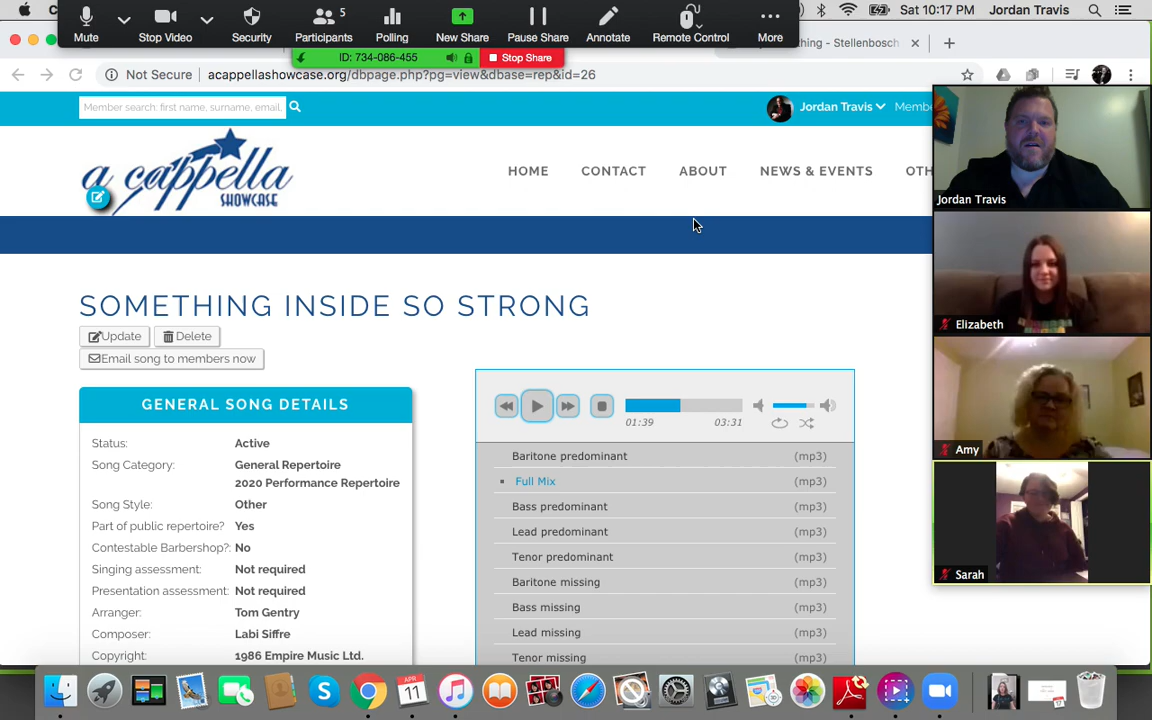 Sat 10:17 PM Jordan Travis
Mute
Stop Video
Security
Participants
5
Polling
New Share
Pause Share
Annotate
Remote Control
More
ID: 734-086-455
Stop Share
hing - Stellenbosch
Not Secure
acappellashowcase.org/dbpage.php?pg=view&dbase=rep&id=26
Member search: first name, surname, email,
Jordan Travis
Membe
a cappella
SHOWCASE
HOME
CONTACT
ABOUT
NEWS & EVENTS
OTH
Jordan Travis
Elizabeth
Amy
Sarah
SOMETHING INSIDE SO STRONG
Update
Delete
Email song to members now
GENERAL SONG DETAILS
Status: Active
Song Category: General Repertoire
2020 Performance Repertoire
Song Style: Other
Part of public repertoire? Yes
Contestable Barbershop?: No
Singing assessment: Not required
Presentation assessment: Not required
Arranger: Tom Gentry
Composer: Labi Siffre
Copyright: 1986 Empire Music Ltd.
01:39
03:31
Baritone predominant (mp3)
Full Mix (mp3)
Bass predominant (mp3)
Lead predominant (mp3)
Tenor predominant (mp3)
Baritone missing (mp3)
Bass missing (mp3)
Lead missing (mp3)
Tenor missing (mp3)
APR
11